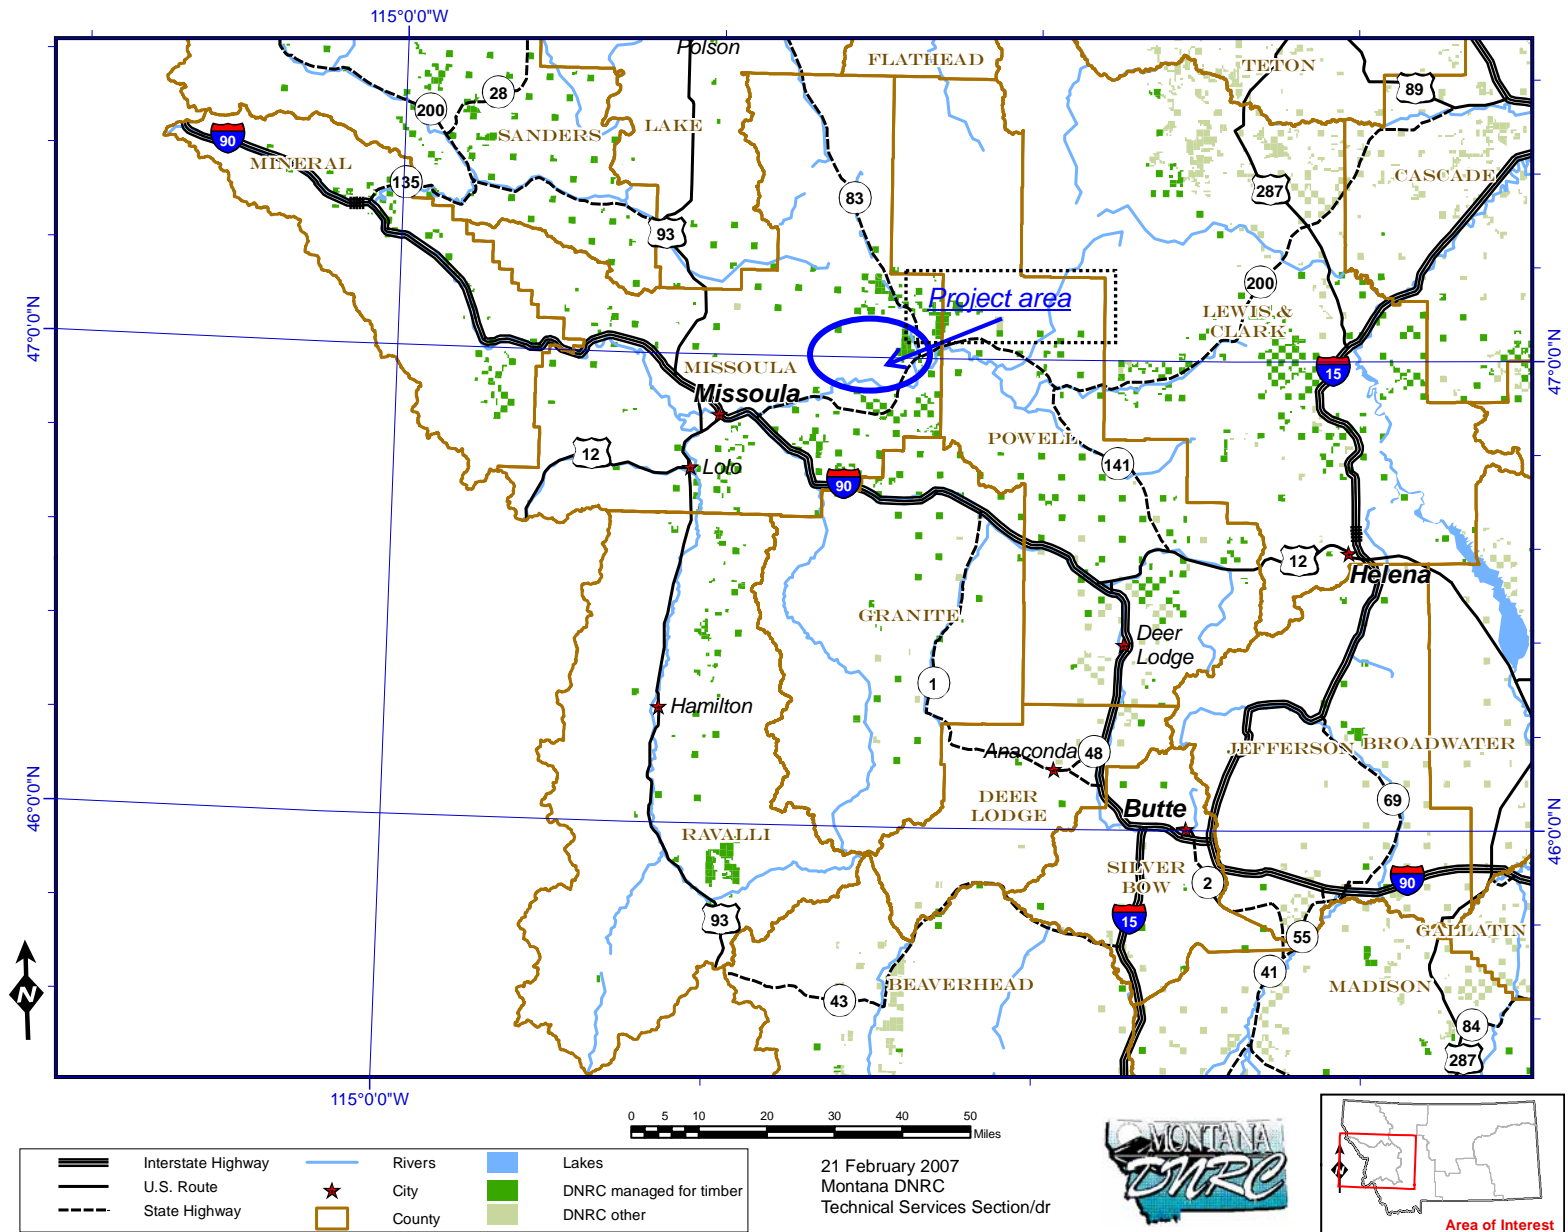 115°0'0"W
Polson
FLATHEAD
TETON
89
28
200
SANDERS
LAKE
90
MINERAL
135
83
287
CASCADE
93
200
Project area
LEWIS &
CLARK
47°0'0"N
47°0'0"N
15
MISSOULA
Missoula
POWELL
12
Lolo
141
90
12
Helena
GRANITE
Deer
Lodge
1
Hamilton
Anaconda
48
JEFFERSON
BROADWATER
DEER
LODGE
69
Butte
46°0'0"N
46°0'0"N
RAVALLI
SILVER
BOW
2
90
93
15
55
GALLATIN
41
BEAVERHEAD
MADISON
43
84
287
N
115°0'0"W
0 5 10 20 30 40 50
Miles
Interstate Highway
U.S. Route
State Highway
Rivers
City
County
Lakes
DNRC managed for timber
DNRC other
21 February 2007
Montana DNRC
Technical Services Section/dr
MONTANA
DNRC
Area of Interest